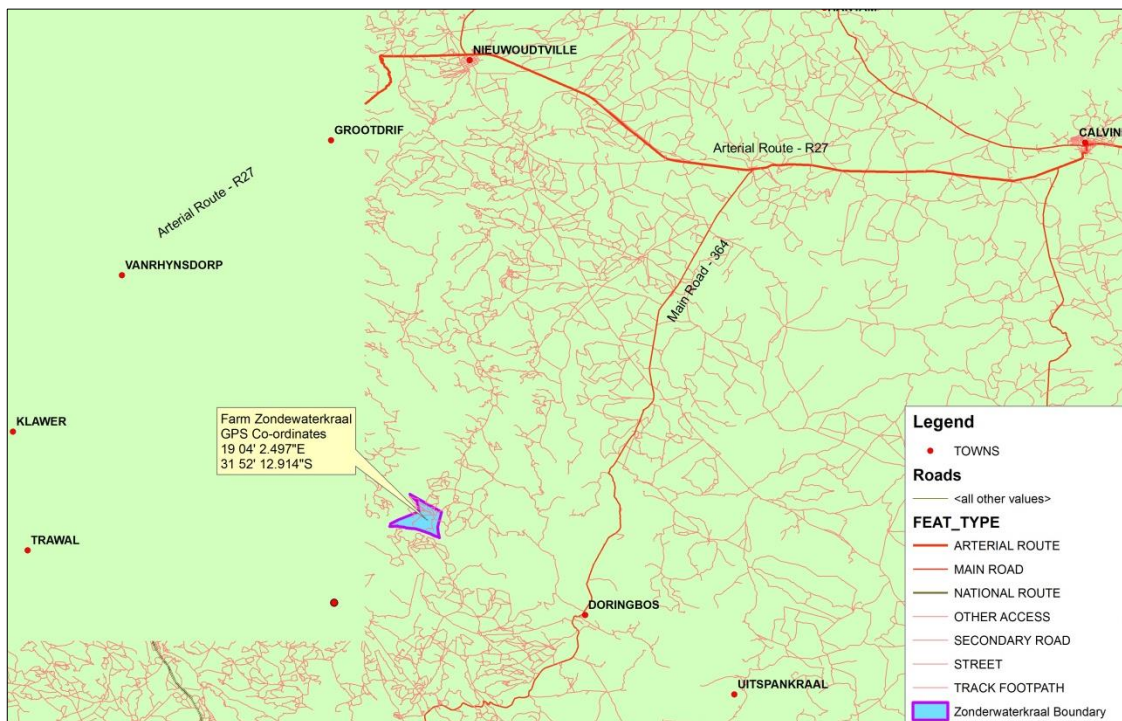 NIEUWOUDTVILLE
GROOTDRIF
Arterial Route - R27
Arterial Route - R27
VANRHYNSDORP
Main Road - 364
KLAWER
Farm Zondewaterkraal
GPS Co-ordinates
19 04' 2.497"E
31 52' 12.914"S
TRAWAL
DORINGBOS
UITSPANKRAAL
Legend
TOWNS
Roads
<all other values>
FEAT_TYPE
ARTERIAL ROUTE
MAIN ROAD
NATIONAL ROUTE
OTHER ACCESS
SECONDARY ROAD
STREET
TRACK FOOTPATH
Zonderwaterkraal Boundary